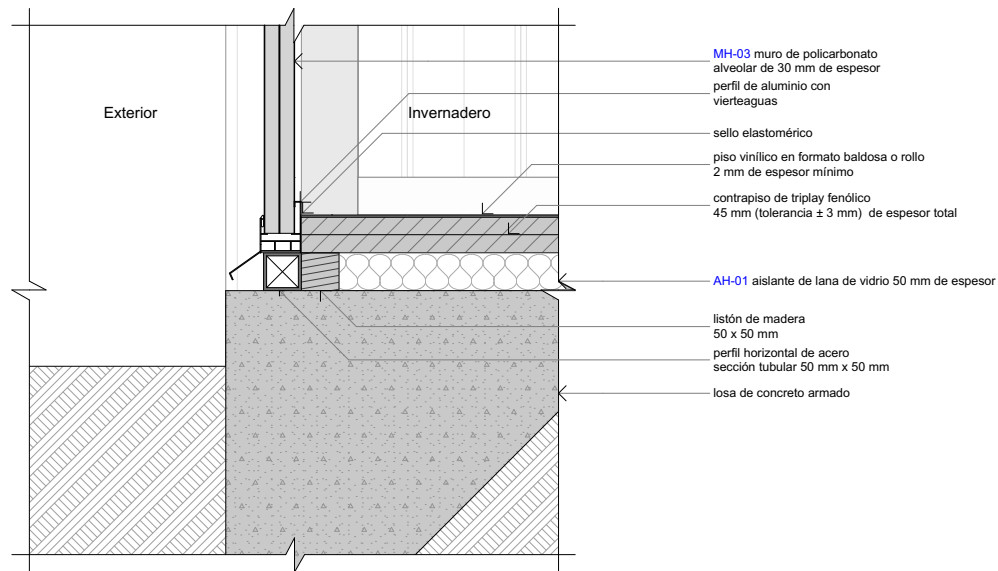 Exterior
Invernadero
MH-03 muro de policarbonato
alveolar de 30 mm de espesor
perfil de aluminio con
vierteaguas
sello elastomérico
piso vinílico en formato baldosa o rollo
2 mm de espesor mínimo
contrapiso de triplay fenólico
45 mm (tolerancia ± 3 mm) de espesor total
AH-01 aislante de lana de vidrio 50 mm de espesor
listón de madera
50 x 50 mm
perfil horizontal de acero
sección tubular 50 mm x 50 mm
losa de concreto armado